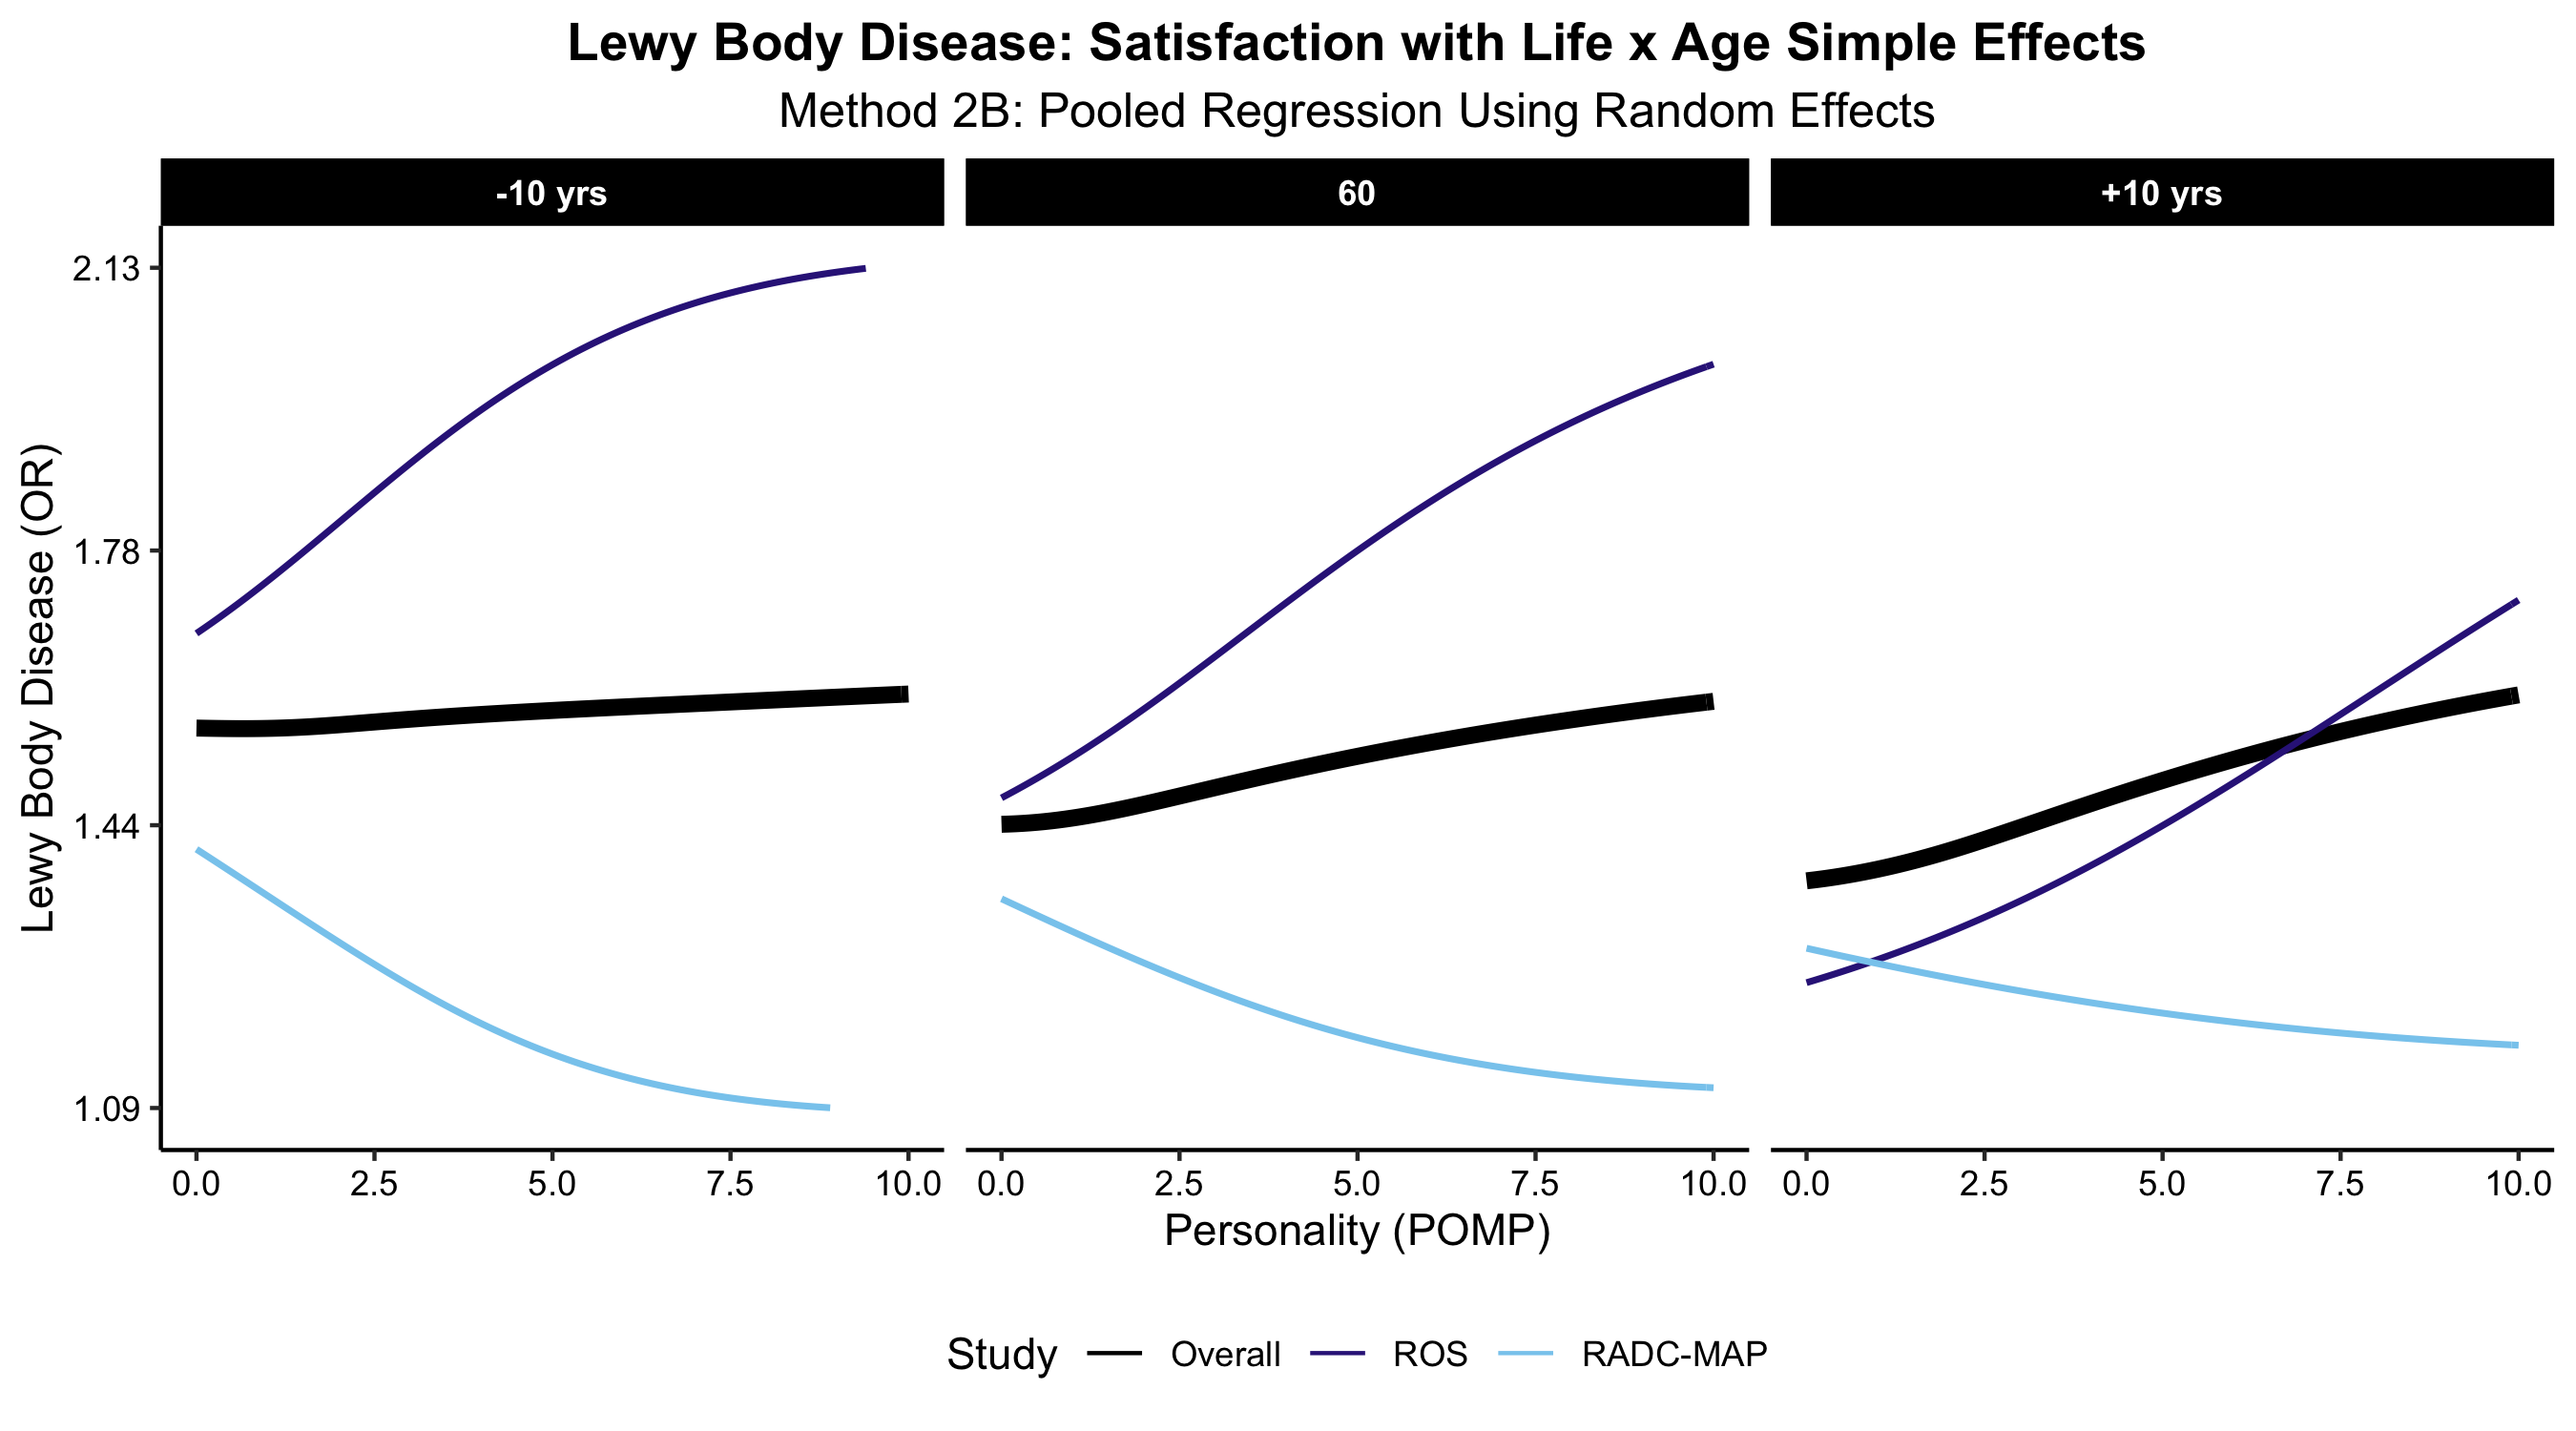 Lewy Body Disease: Satisfaction with Life x Age Simple Effects
Method 2B: Pooled Regression Using Random Effects
-10 yrs 60 +10 yrs
Lewy Body Disease (OR)
2.13
1.78
1.44
1.09
0.0 2.5 5.0 7.5 10.0 0.0 2.5 5.0 7.5 10.0 0.0 2.5 5.0 7.5 10.0
Personality (POMP)
Study Overall ROS RADC-MAP